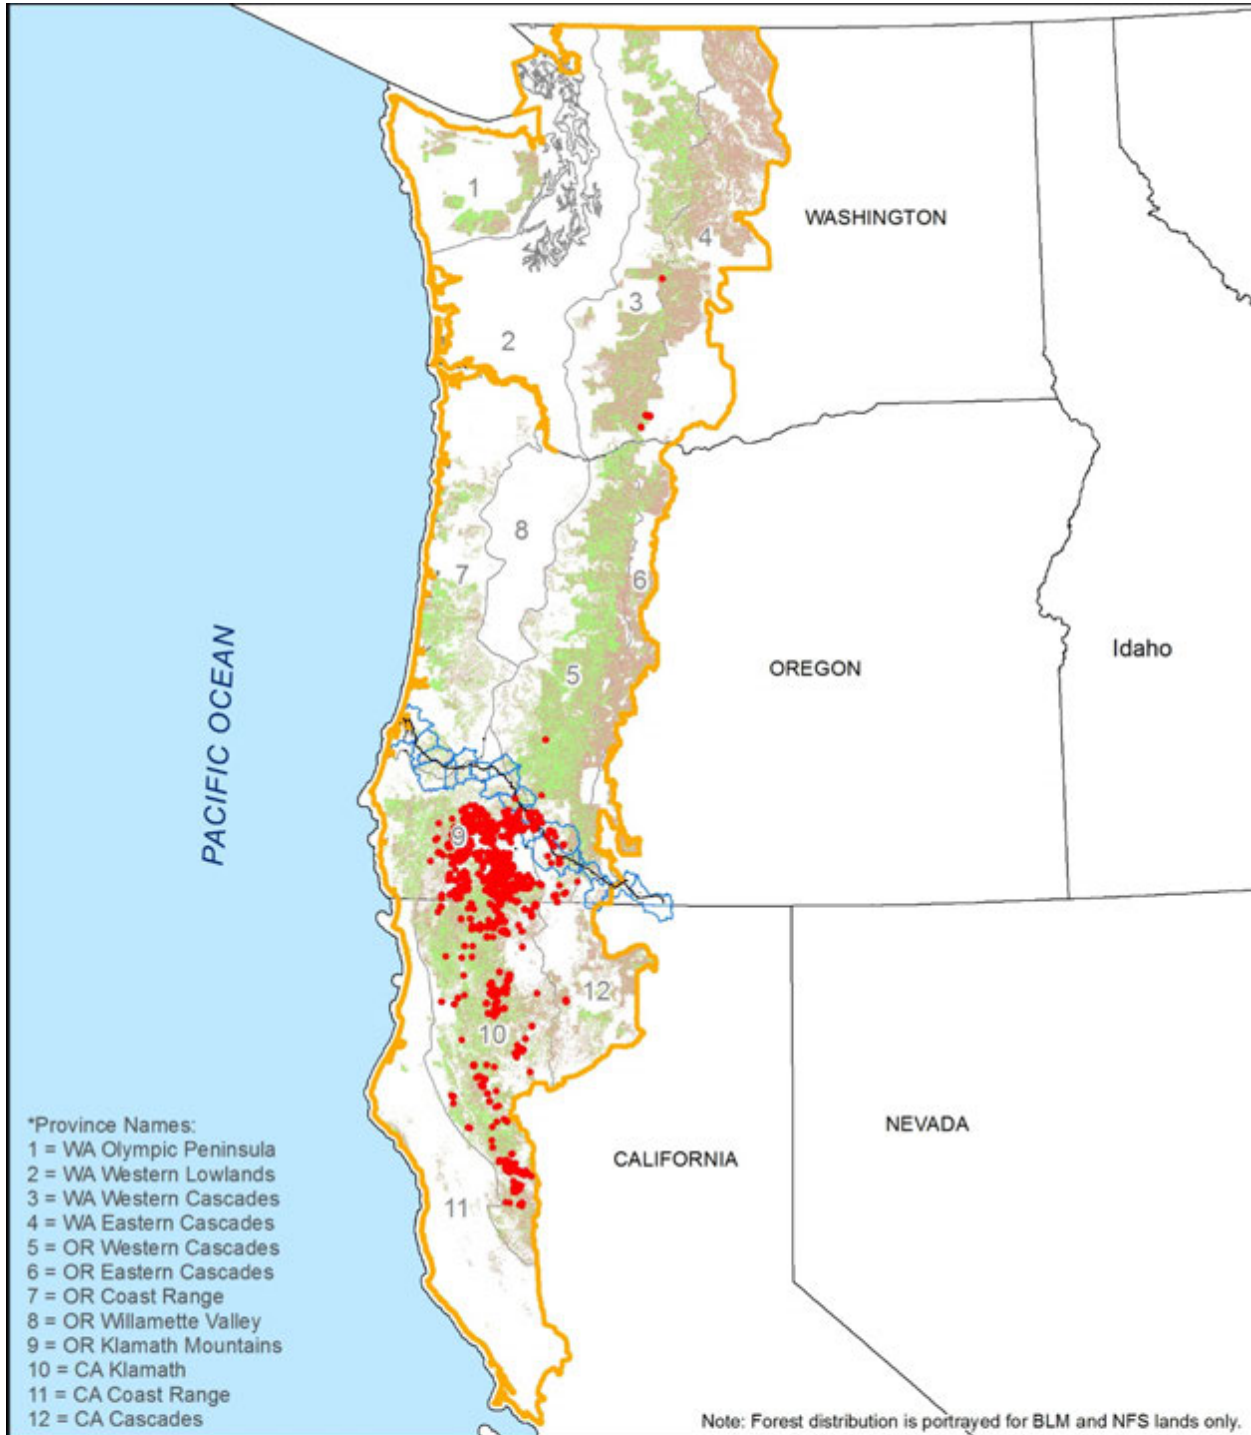 1
4
WASHINGTON
3
2
8
7
6
5
OREGON
Idaho
PACIFIC OCEAN
9
12
10
11
CALIFORNIA
NEVADA
*Province Names:
1 = WA Olympic Peninsula
2 = WA Western Lowlands
3 = WA Western Cascades
4 = WA Eastern Cascades
5 = OR Western Cascades
6 = OR Eastern Cascades
7 = OR Coast Range
8 = OR Willamette Valley
9 = OR Klamath Mountains
10 = CA Klamath
11 = CA Coast Range
12 = CA Cascades
Note: Forest distribution is portrayed for BLM and NFS lands only.